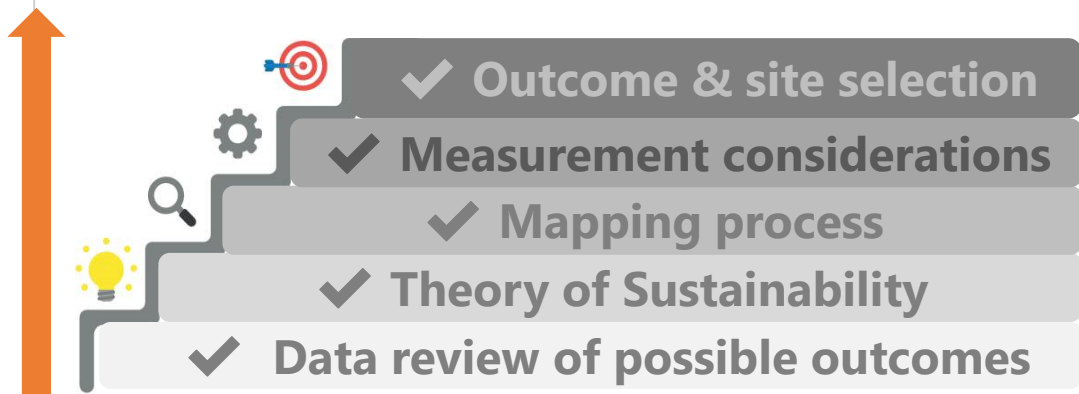 Outcome & site selection
Measurement considerations
Mapping process
Theory of Sustainability
Data review of possible outcomes